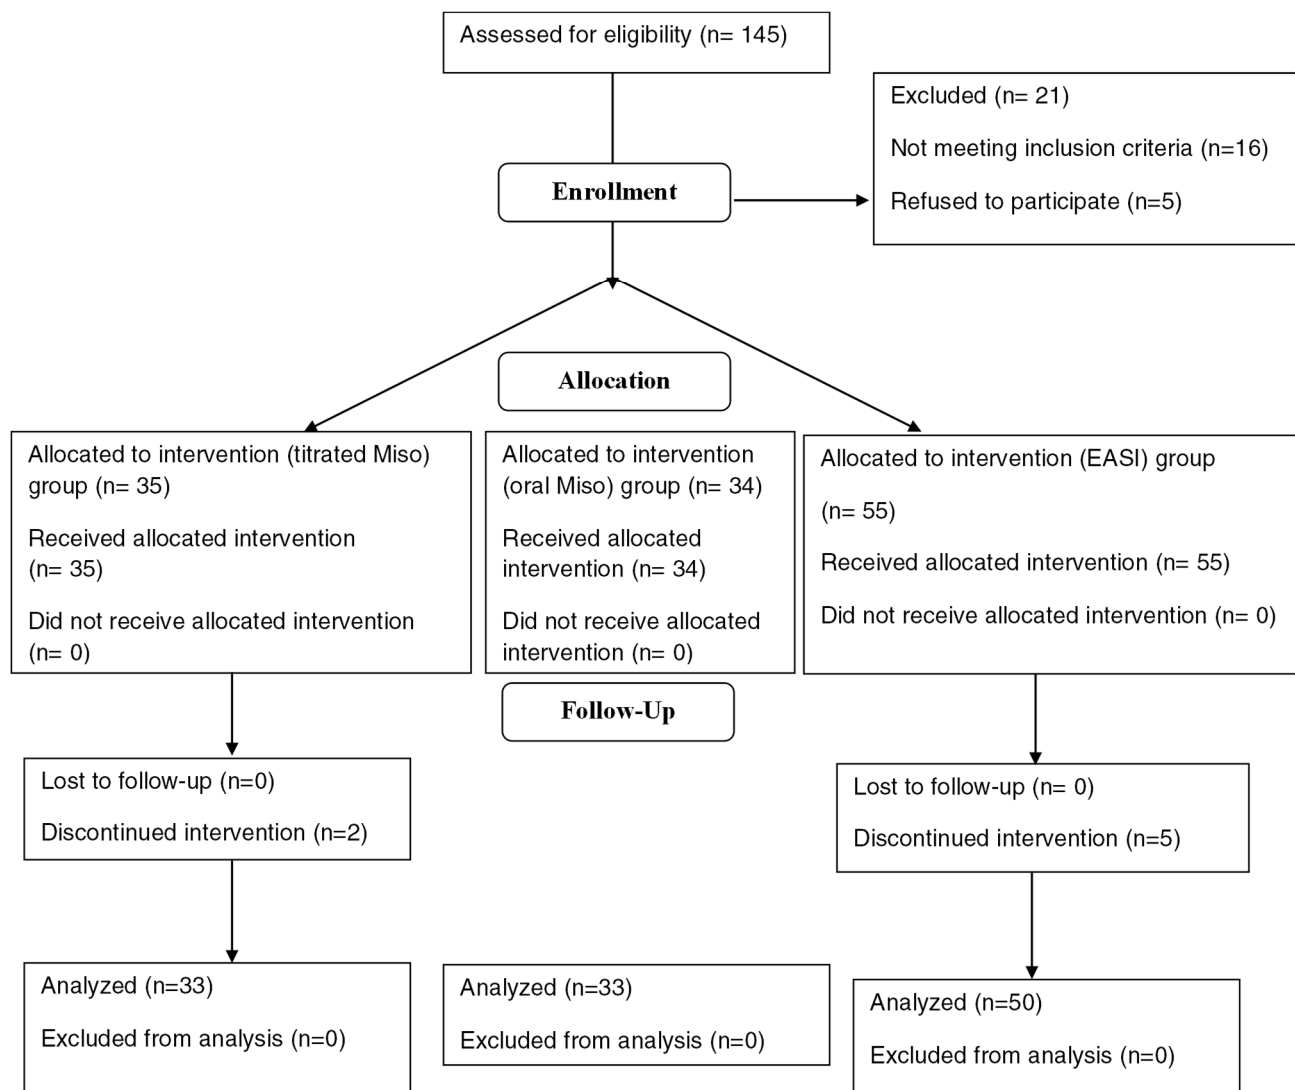 Assessed for eligibility (n= 145)
Excluded (n= 21)
Not meeting inclusion criteria (n=16)
Refused to participate (n=5)
Enrollment
Allocation
Allocated to intervention (titrated Miso)
group (n= 35)
Received allocated intervention
(n= 35)
Did not receive allocated intervention
(n= 0)
Allocated to intervention
(oral Miso) group (n= 34)
Received allocated
intervention (n= 34)
Did not receive allocated
intervention (n= 0)
Allocated to intervention (EASI) group
(n= 55)
Received allocated intervention (n= 55)
Did not receive allocated intervention (n= 0)
Follow-Up
Lost to follow-up (n=0)
Discontinued intervention (n=2)
Lost to follow-up (n= 0)
Discontinued intervention (n=5)
Analyzed (n=33)
Excluded from analysis (n=0)
Analyzed (n=33)
Excluded from analysis (n=0)
Analyzed (n=50)
Excluded from analysis (n=0)